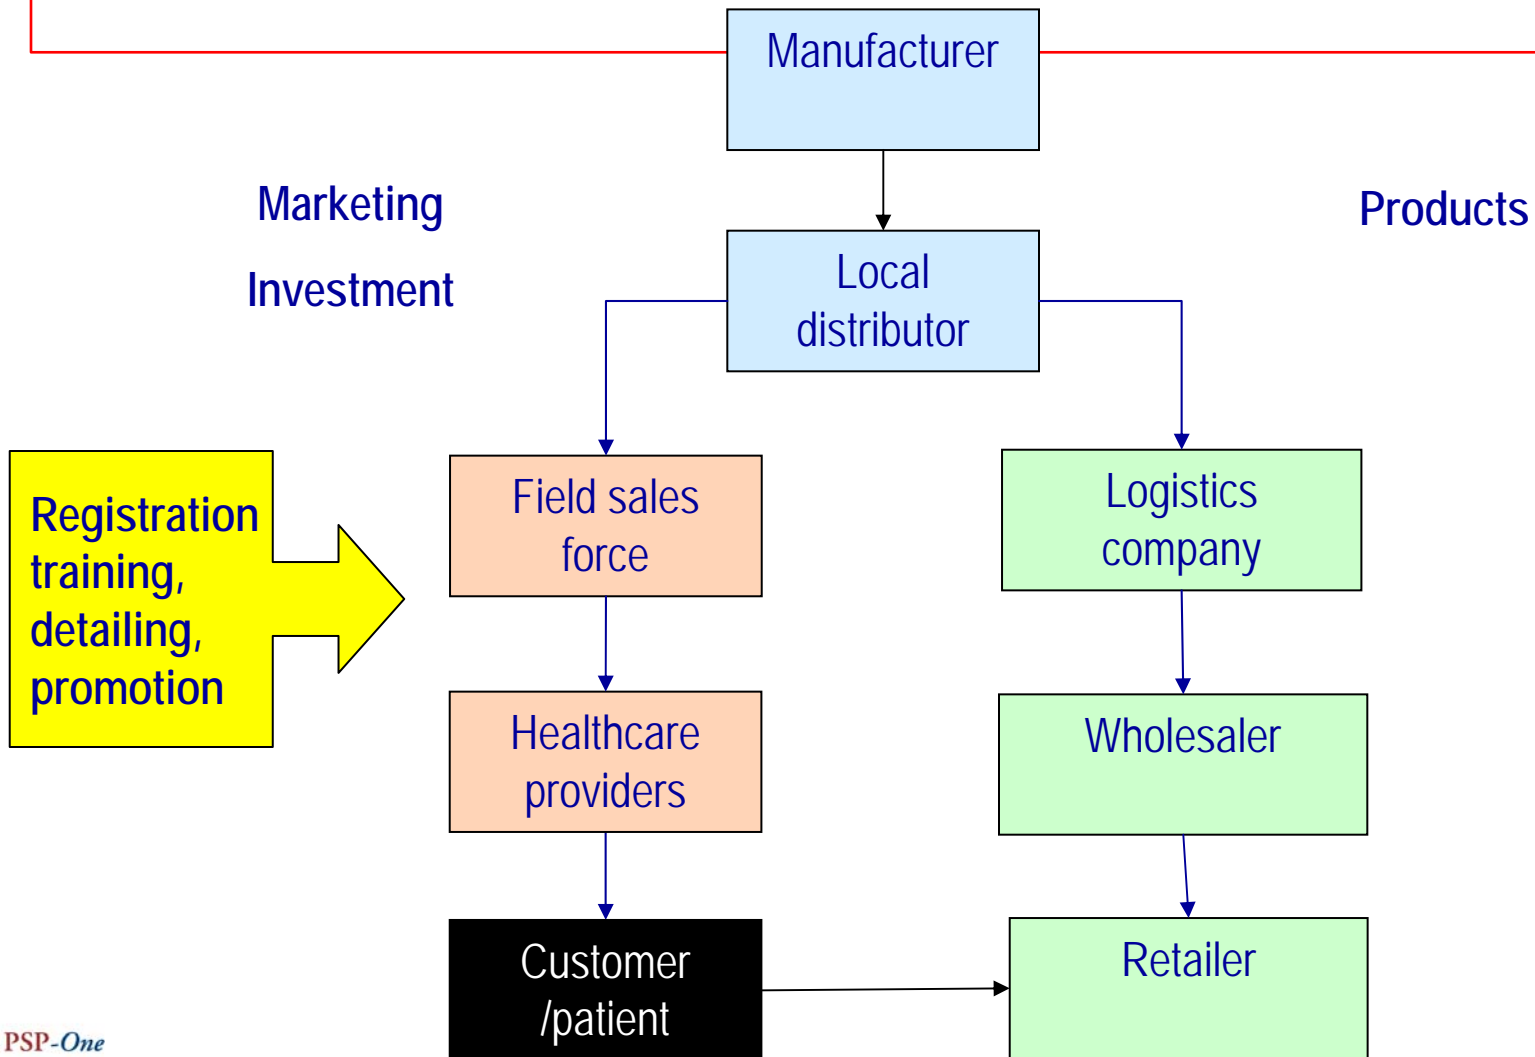 Manufacturer
Marketing
Investment
Products
Local
distributor
Registration
training,
detailing,
promotion
Field sales
force
Logistics
company
Healthcare
providers
Wholesaler
Customer
/patient
Retailer
PSP-One